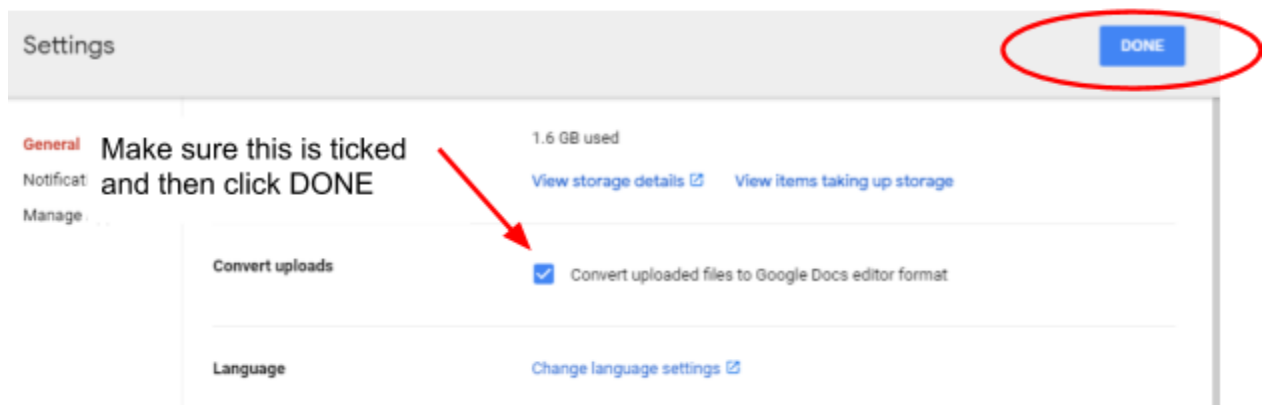 Settings
DONE
General
Make sure this is ticked
and then click DONE
Notificat
Manage
1.6 GB used
View storage details
View items taking up storage
Convert uploads
Convert uploaded files to Google Docs editor format
Language
Change language settings